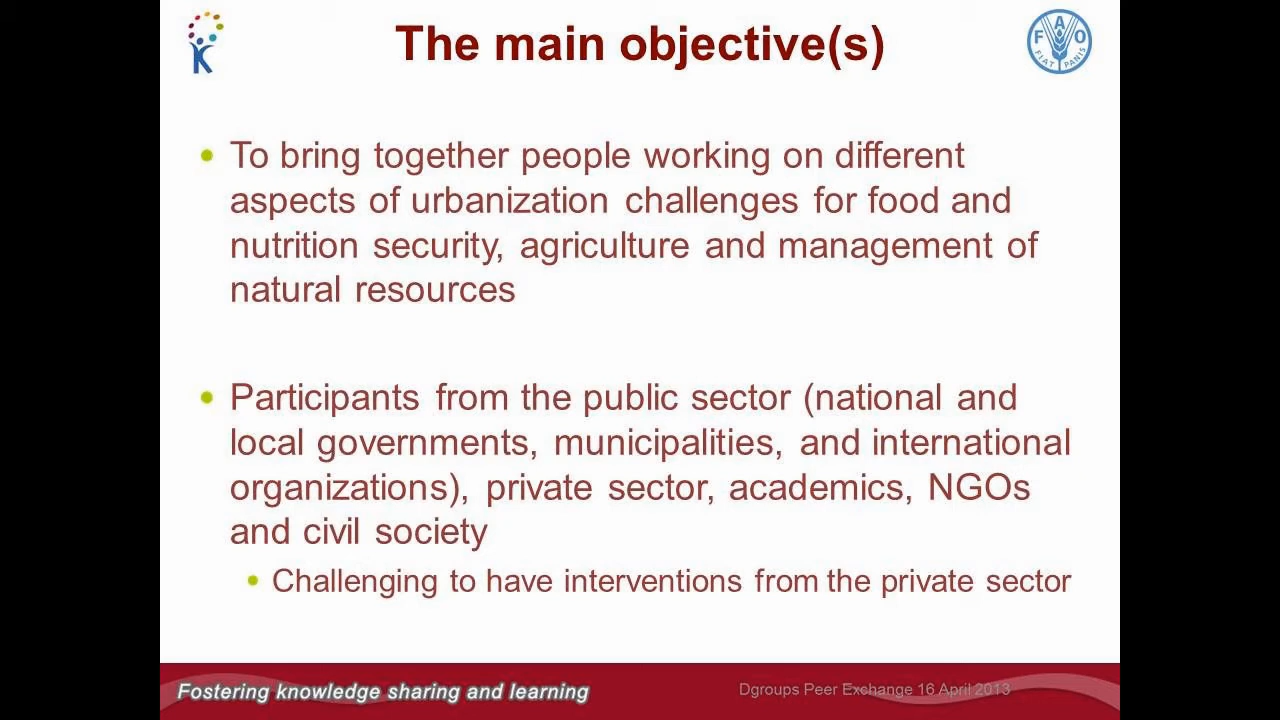 The main objective(s)
F A O
FIAT PANIS
K
To bring together people working on different
aspects of urbanization challenges for food and
nutrition security, agriculture and management of
natural resources
Participants from the public sector (national and
local governments, municipalities, and international
organizations), private sector, academics, NGOs
and civil society
Challenging to have interventions from the private sector
Fostering knowledge sharing and learning
Dgroups Peer Exchange 16 April 2013